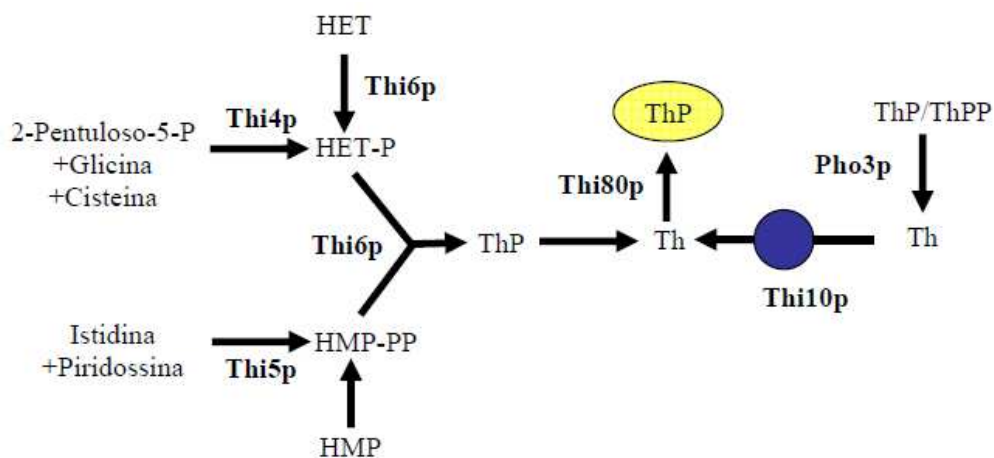 HET
Thi6p
2-Pentuloso-5-P
+Glicina
+Cisteina
Thi4p
HET-P
Thi6p
ThP
Thi80p
Th
ThP
ThP/ThPP
Pho3p
Th
Thi10p
Istidina
+Piridossina
Thi5p
HMP-PP
HMP